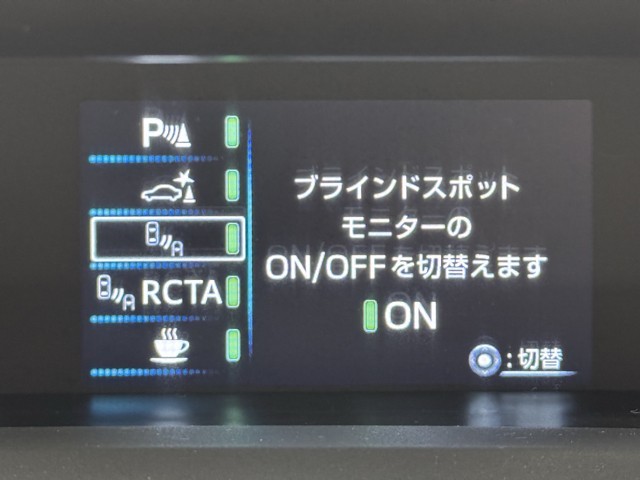 P
RCTA
ブラインドスポット
モニターの
ON/OFFを切替えます
ON
:切替